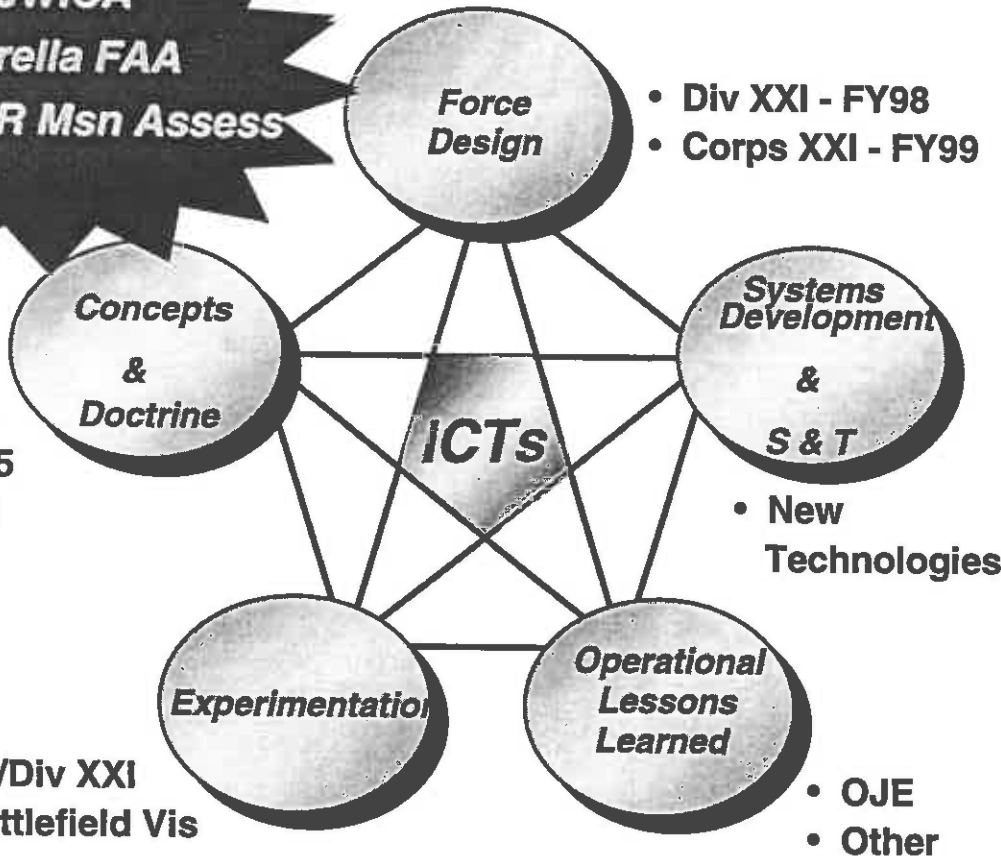 rella FAA
R Msn Assess
Force
Design
• Div XXI - FY98
• Corps XXI - FY99
Concepts
&
Doctrine
Systems
Development
&
S & T
• New
Technologies
ICTs
5
Experimentation
/Div XXI
ttlefield Vis
Operational
Lessons
Learned
• OJE
• Other